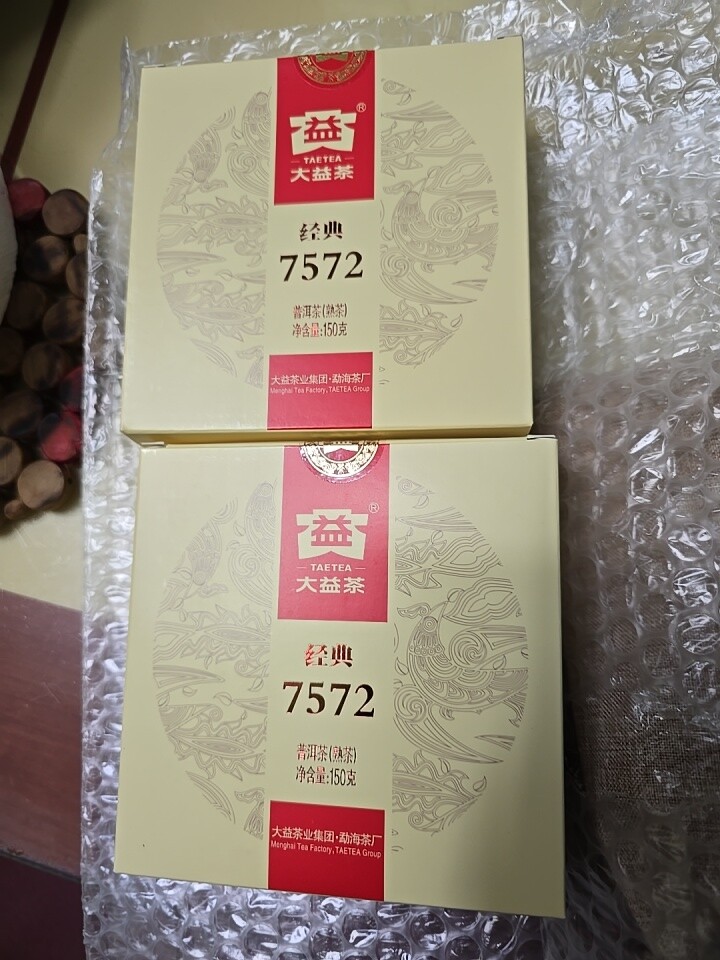 益
®
TAETEA
大益茶
经典
7572
普洱茶(熟茶)
净含量:150克
大益茶业集团·勐海茶厂
Menghai Tea Factory, TAETEA Group
益
®
TAETEA
大益茶
经典
7572
普洱茶(熟茶)
净含量:150克
大益茶业集团·勐海茶厂
Menghai Tea Factory, TAETEA Group